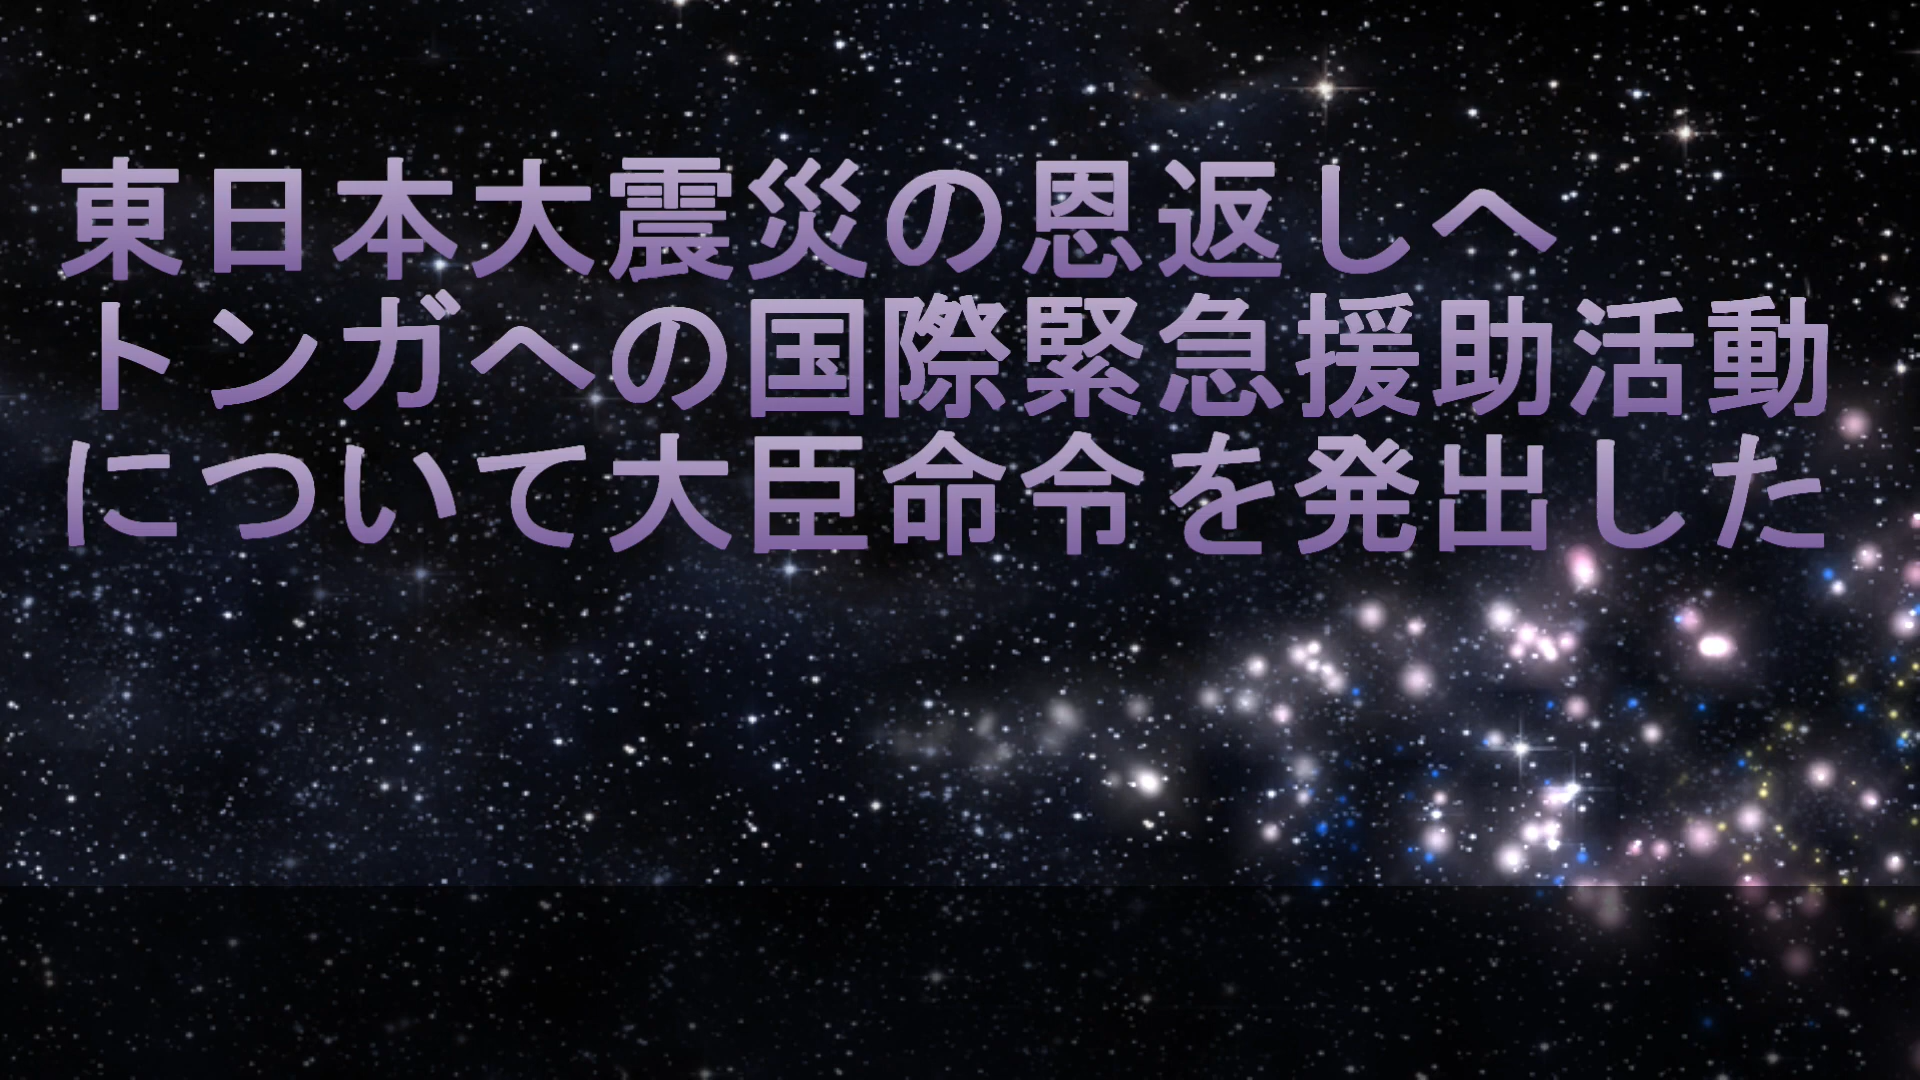 東日本大震災の恩返しへ
トンガへの国際緊急援助活動
について大臣命令を発出した